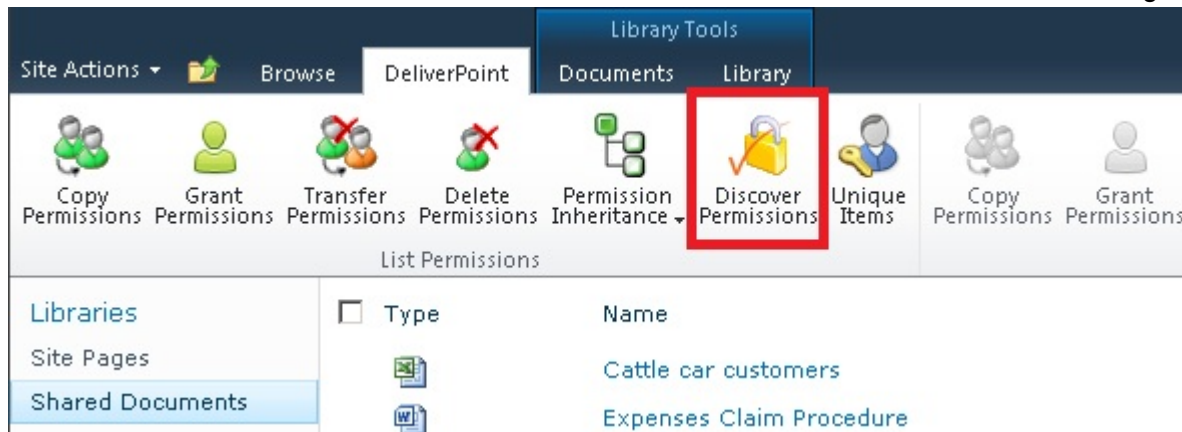 Library Tools
Site Actions
Browse
DeliverPoint
Documents
Library
Copy
Permissions
Grant
Permissions
Transfer
Permissions
Delete
Permissions
Permission
Inheritance
Discover
Permissions
Unique
Items
Copy
Permissions
Grant
Permissions
List Permissions
Libraries
Type
Name
Site Pages
Cattle car customers
Shared Documents
Expenses Claim Procedure